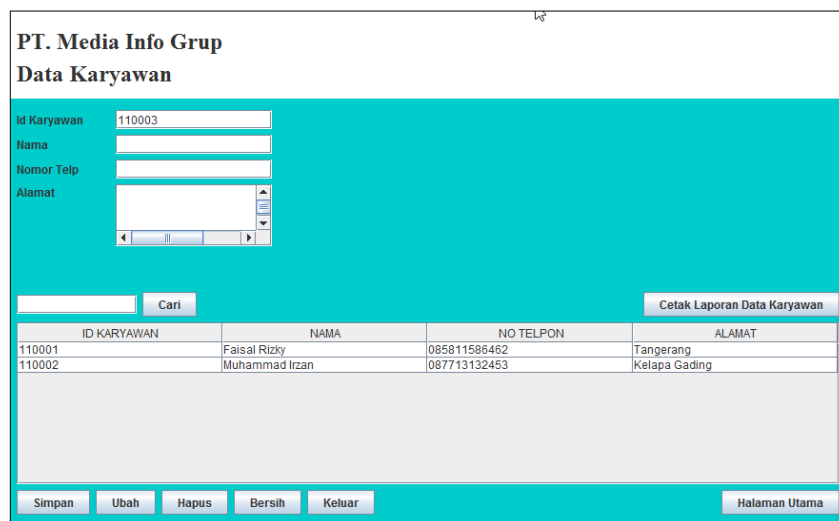 PT. Media Info Grup
Data Karyawan
Id Karyawan 110003
Nama
Nomor Telp
Alamat
Cari Cetak Laporan Data Karyawan
ID KARYAWAN NAMA NO TELPON ALAMAT
110001 Faisal Rizky 085811586462 Tangerang
110002 Muhammad Irzan 087713132453 Kelapa Gading
Simpan Ubah Hapus Bersih Keluar Halaman Utama